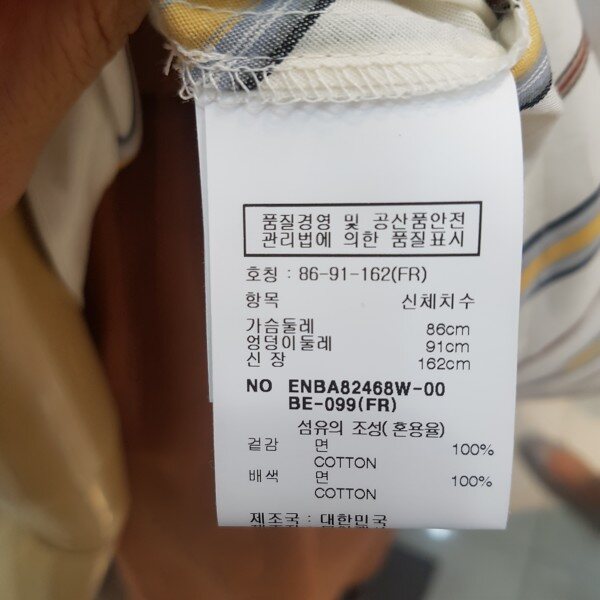 품질경영 및 공산품안전
관리법에 의한 품질표시
호칭 : 86-91-162(FR)
항목 신체치수
가슴둘레 86cm
엉덩이둘레 91cm
신 장 162cm
NO ENBA82468W-00
BE-099(FR)
섬유의 조성(혼용율)
겉감 면 100%
COTTON
배색 면 100%
COTTON
제조국 : 대한민국